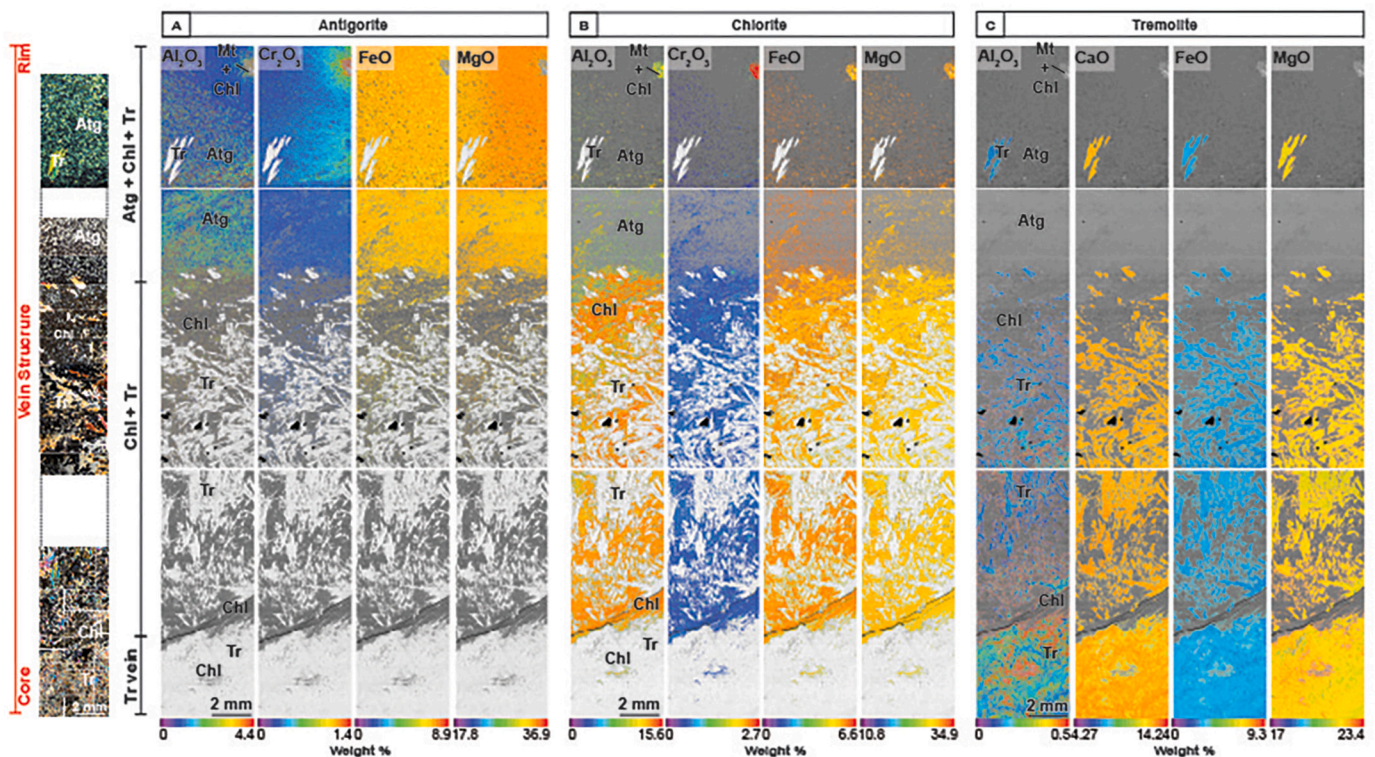 A Antigorite
B Chlorite
C Tremolite
Rim
Vein Structure
Core
Atg + Chl + Tr
Chl + Tr
Tr vein
Atg
Tr
Atg
Chl
Chl
Tr
2 mm
Al2O3 Cr2O3 Mt + Chl FeO MgO
Tr Atg
Atg
Chl
Tr
Tr
Chl
Tr
Chl
2 mm
0 4.4 0 1.4 0 8.9 17.8 36.9
Weight %
Al2O3 Mt + Chl Cr2O3 FeO MgO
Tr Atg
Atg
Chl
Tr
Tr
Chl
Tr
Chl
2 mm
0 15.6 0 2.7 0 6.6 10.8 34.9
Weight %
Al2O3 Mt + Chl CaO FeO MgO
Tr Atg
Atg
Chl
Tr
Tr
Chl
Tr
2 mm
0 0.5 4.27 14.24 0 9.3 17 23.4
Weight %